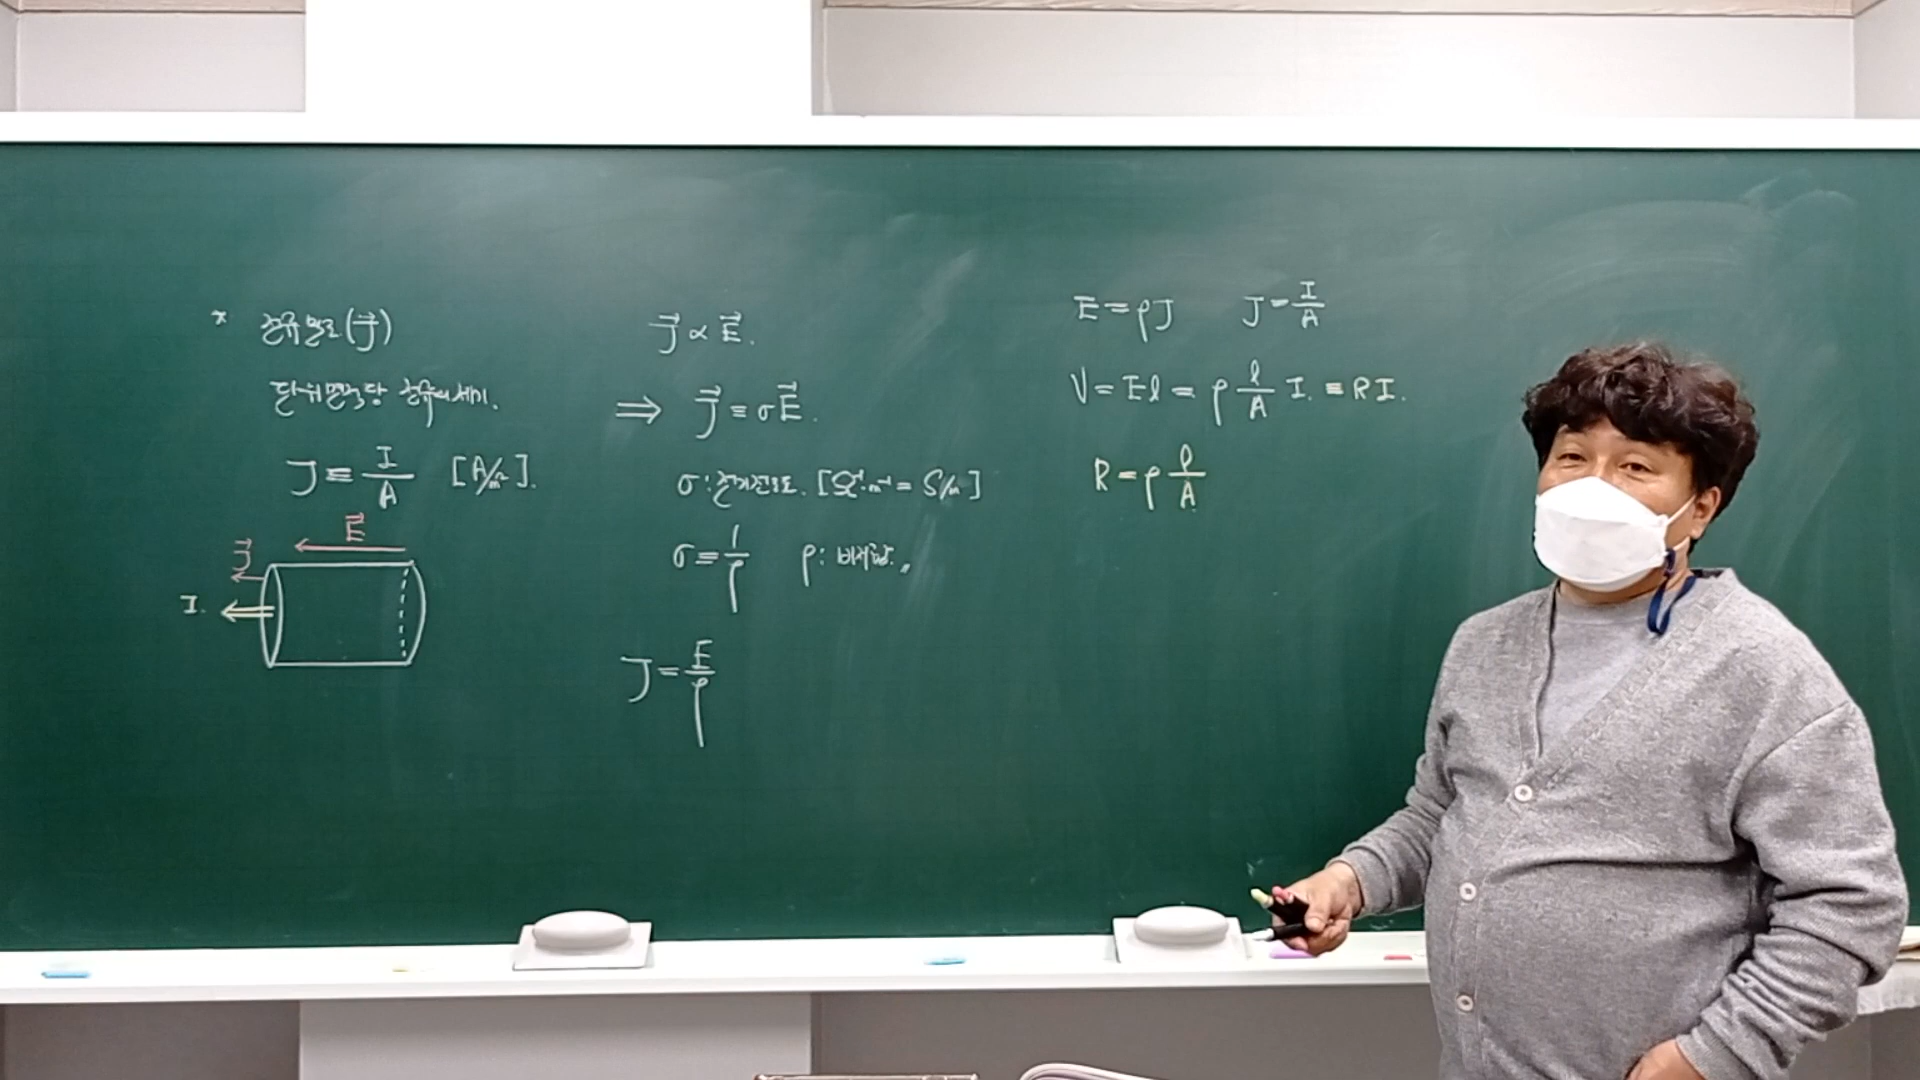 * 전류밀도(J⃗)
단위면적당 전류의 세기.
J ≡ I/A [A/m²].
E⃗
J⃗
I.
J⃗ ∝ E⃗.
⇒ J⃗ ≡ σE⃗.
σ: 전기전도도. [Ω⁻¹·m⁻¹ = S/m]
σ ≡ 1/ρ ρ: 비저항.〃
J = E/ρ
E = ρJ J = I/A
V = El = ρ l/A I. ≡ RI.
R = ρ l/A